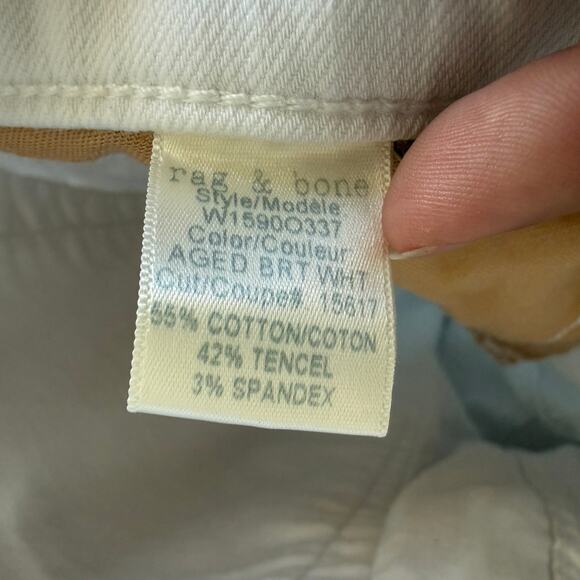 rag & bone
Style/Modèle
W1590O337
Color/Couleur
AGED BRT WHT
Cut/Coupe# 15617
55% COTTON/COTON
42% TENCEL
3% SPANDEX